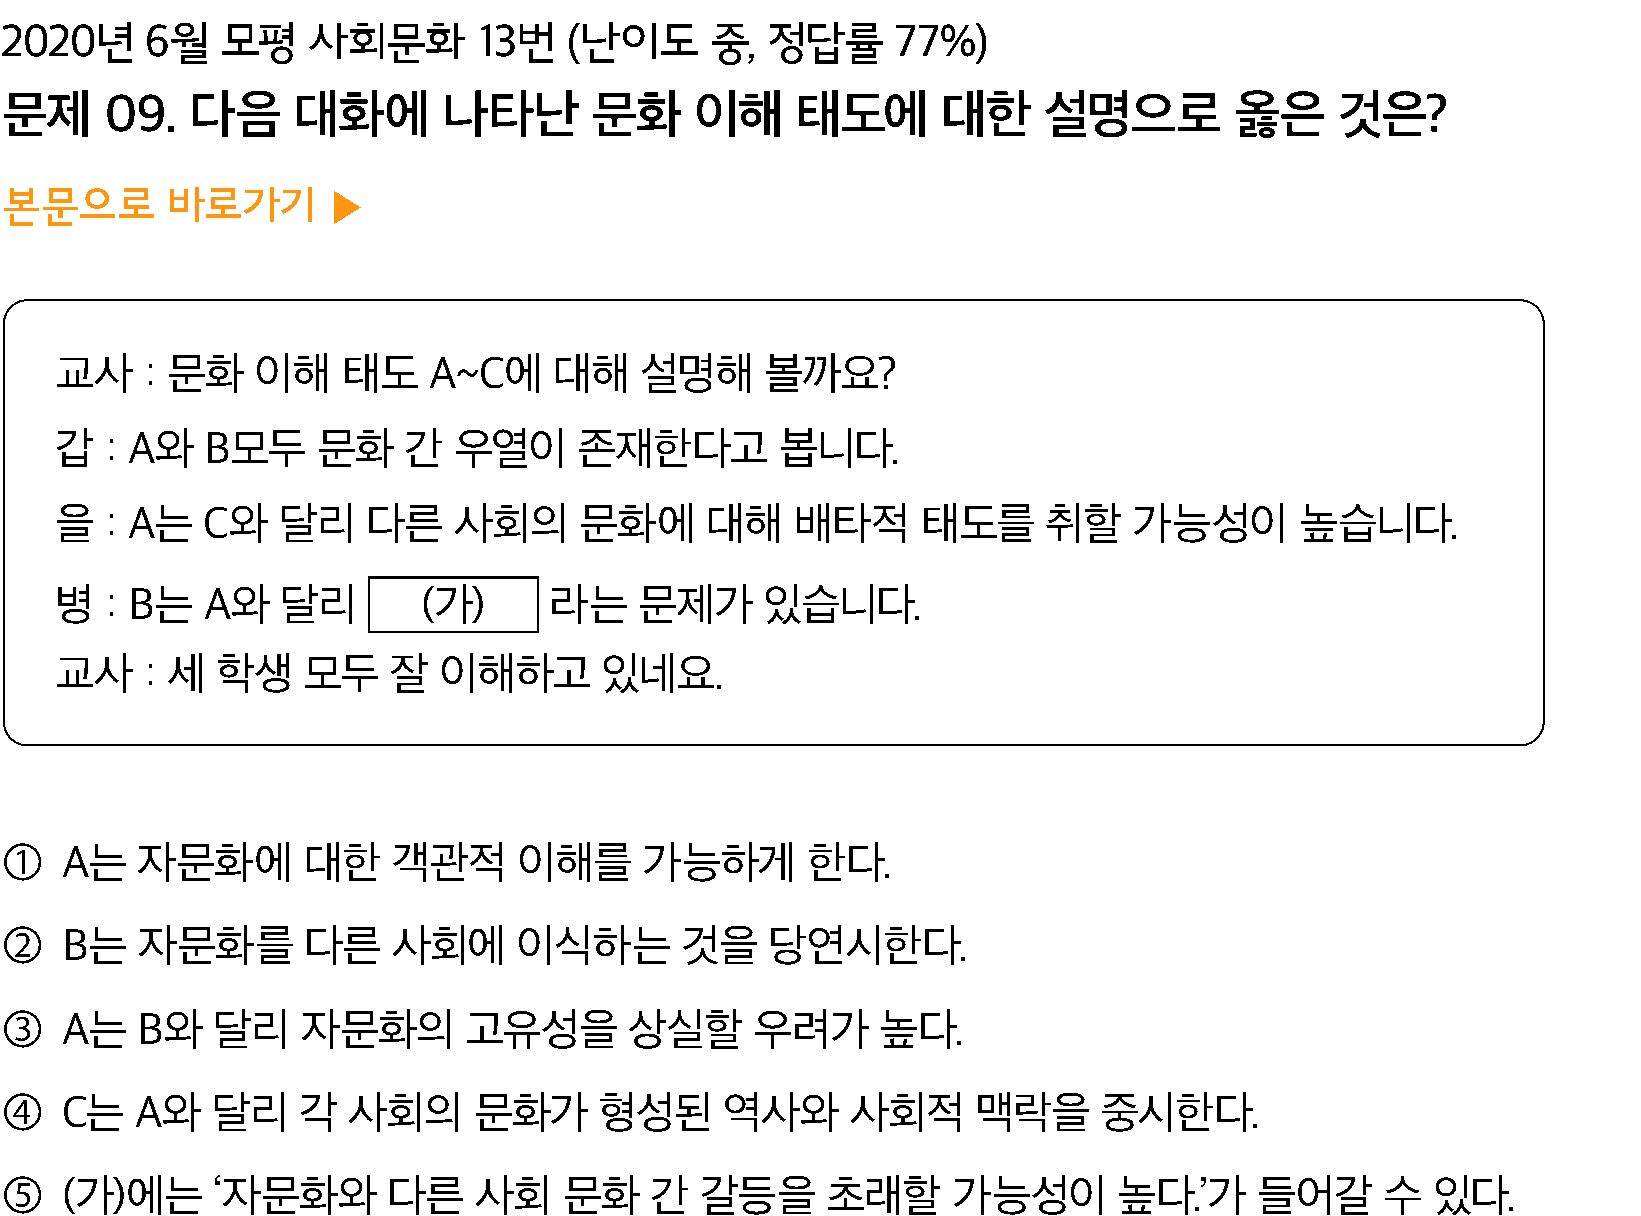 2020년 6월 모평 사회문화 13번 (난이도 중, 정답률 77%)
문제 09. 다음 대화에 나타난 문화 이해 태도에 대한 설명으로 옳은 것은?
본문으로 바로가기 ▶
교사 : 문화 이해 태도 A~C에 대해 설명해 볼까요?
갑 : A와 B모두 문화 간 우열이 존재한다고 봅니다.
을 : A는 C와 달리 다른 사회의 문화에 대해 배타적 태도를 취할 가능성이 높습니다.
병 : B는 A와 달리 (가) 라는 문제가 있습니다.
교사 : 세 학생 모두 잘 이해하고 있네요.
① A는 자문화에 대한 객관적 이해를 가능하게 한다.
② B는 자문화를 다른 사회에 이식하는 것을 당연시한다.
③ A는 B와 달리 자문화의 고유성을 상실할 우려가 높다.
④ C는 A와 달리 각 사회의 문화가 형성된 역사와 사회적 맥락을 중시한다.
⑤ (가)에는 ‘자문화와 다른 사회 문화 간 갈등을 초래할 가능성이 높다.’가 들어갈 수 있다.